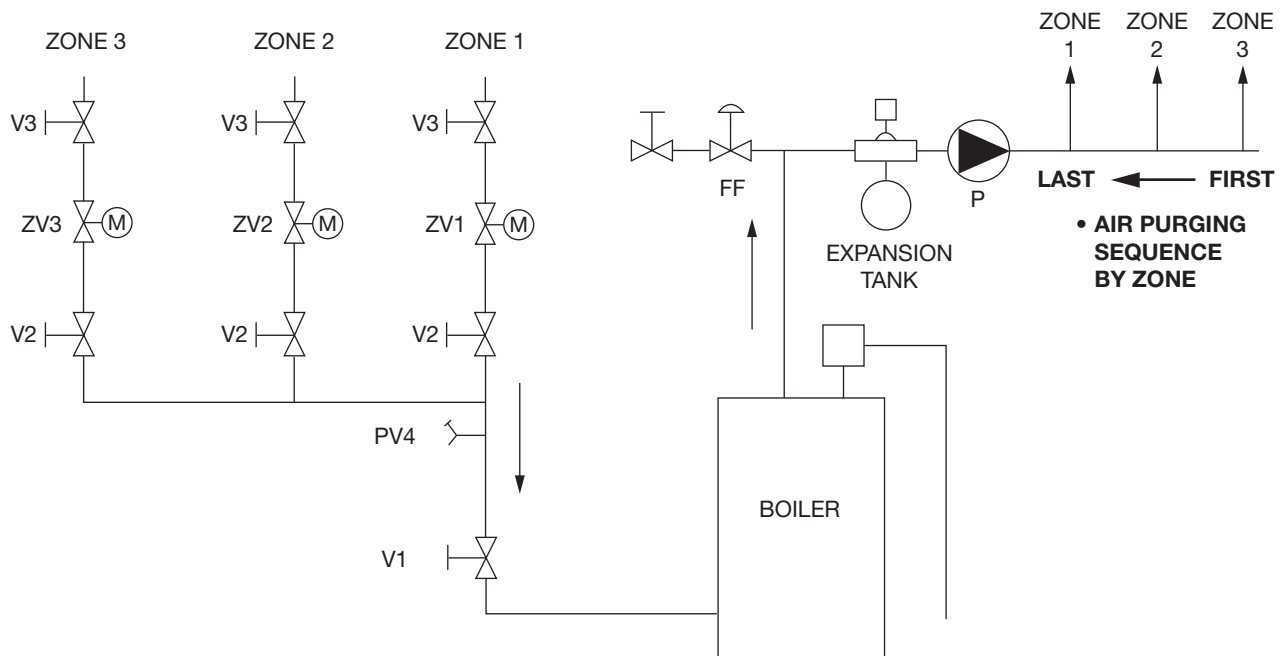 ZONE 3
ZONE 2
ZONE 1
ZONE
1
ZONE
2
ZONE
3
V3
V3
V3
FF
P
LAST
FIRST
• AIR PURGING
SEQUENCE
BY ZONE
ZV3
M
ZV2
M
ZV1
M
EXPANSION
TANK
V2
V2
V2
PV4
BOILER
V1